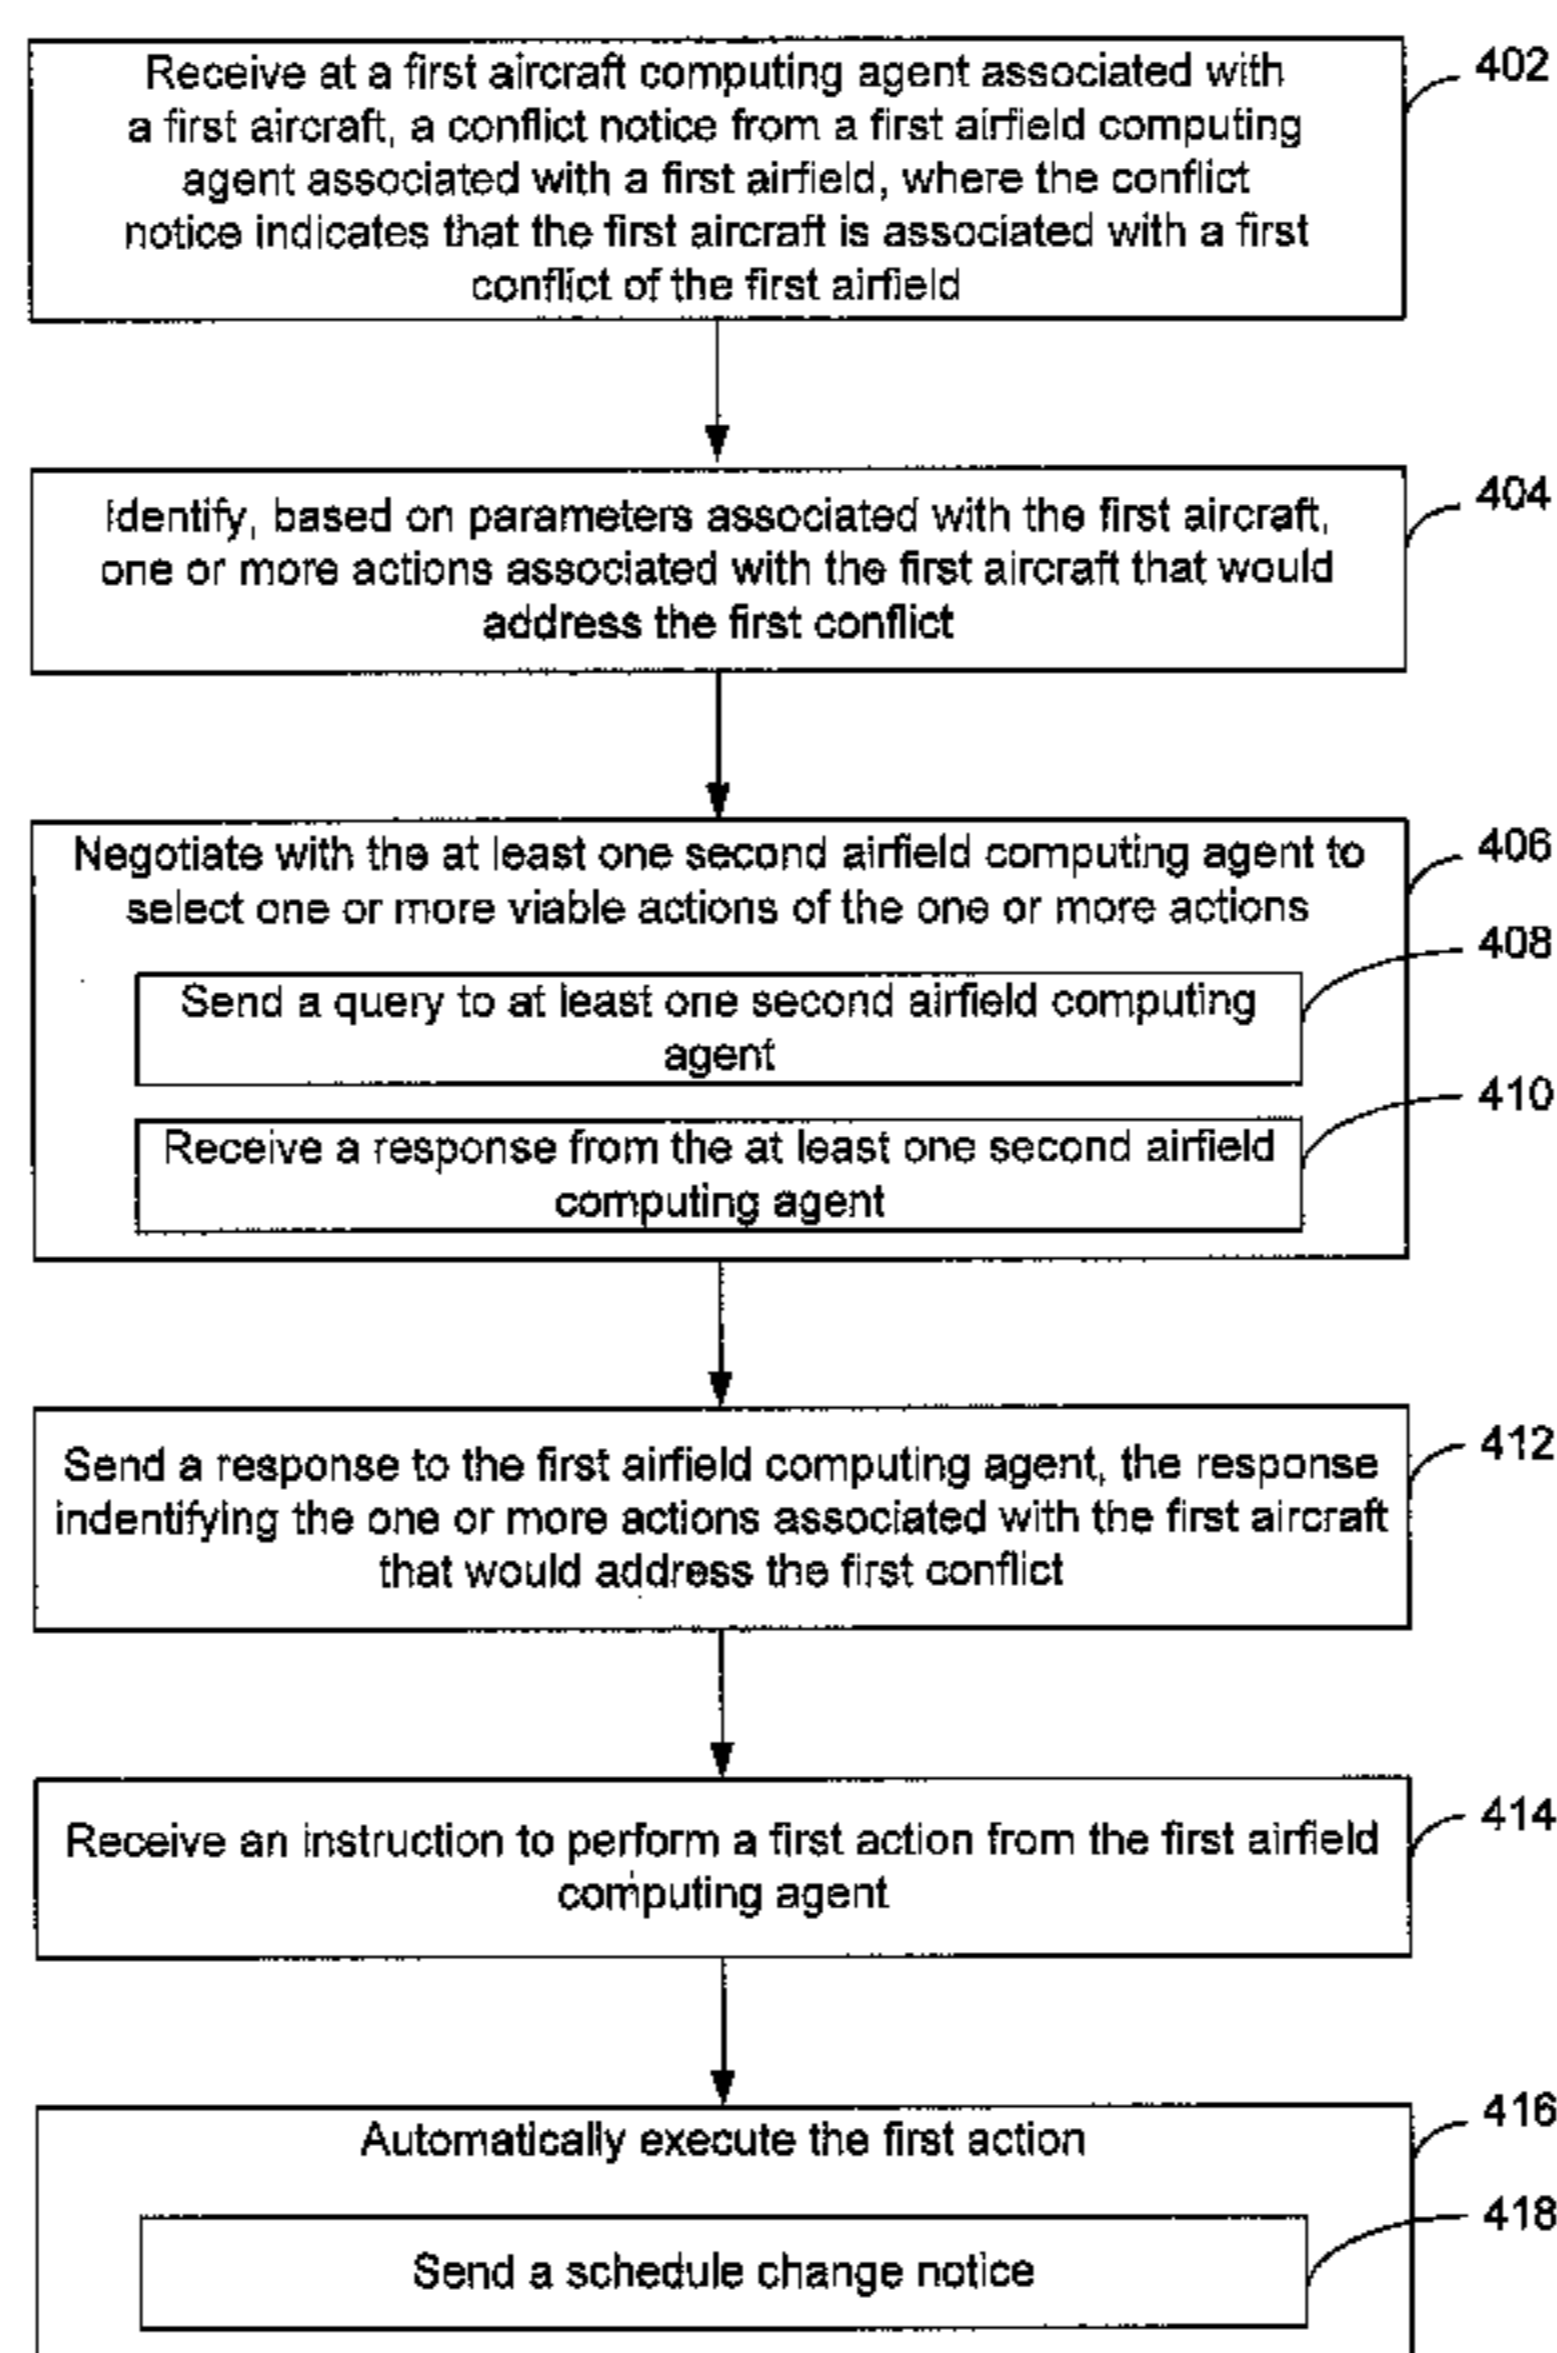 Receive at a first aircraft computing agent associated with
402
a first aircraft, a conflict notice from a first airfield computing
agent associated with a first airfield, where the conflict
notice indicates that the first aircraft is associated with a first
conflict of the first airfield
404
Identify, based on parameters associated with the first aircraft,
one or more actions associated with the first aircraft that would
address the first conflict
406
Negotiate with the at least one second airfield computing agent to
select one or more viable actions of the one or more actions
408
Send a query to at least one second airfield computing
agent
410
Receive a response from the at least one second airfield
computing agent
412
Send a response to the first airfield computing agent, the response
indentifying the one or more actions associated with the first aircraft
that would address the first conflict
414
Receive an instruction to perform a first action from the first airfield
computing agent
416
Automatically execute the first action
418
Send a schedule change notice